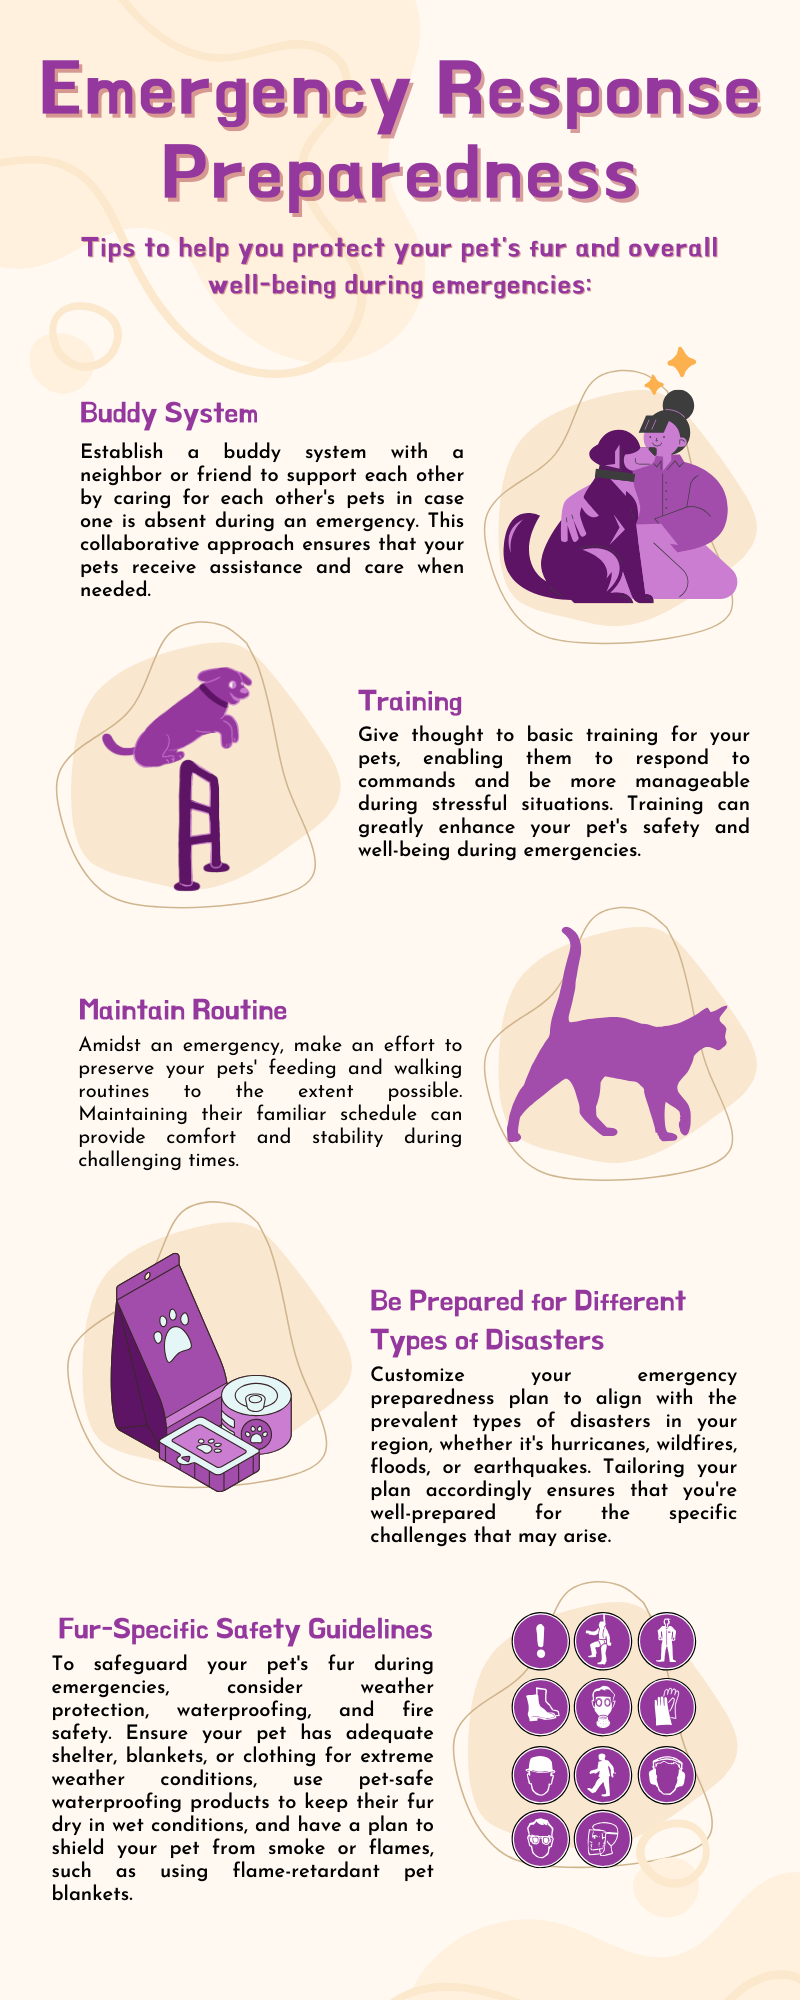 Emergency Response
Preparedness
Tips to help you protect your pet's fur and overall
well-being during emergencies:
Buddy System
Establish a buddy system with a
neighbor or friend to support each other
by caring for each other's pets in case
one is absent during an emergency. This
collaborative approach ensures that your
pets receive assistance and care when
needed.
Training
Give thought to basic training for your
pets, enabling them to respond to
commands and be more manageable
during stressful situations. Training can
greatly enhance your pet's safety and
well-being during emergencies.
Maintain Routine
Amidst an emergency, make an effort to
preserve your pets' feeding and walking
routines to the extent possible.
Maintaining their familiar schedule can
provide comfort and stability during
challenging times.
Be Prepared for Different
Types of Disasters
Customize your emergency
preparedness plan to align with the
prevalent types of disasters in your
region, whether it's hurricanes, wildfires,
floods, or earthquakes. Tailoring your
plan accordingly ensures that you're
well-prepared for the specific
challenges that may arise.
Fur-Specific Safety Guidelines
To safeguard your pet's fur during
emergencies, consider weather
protection, waterproofing, and fire
safety. Ensure your pet has adequate
shelter, blankets, or clothing for extreme
weather conditions, use pet-safe
waterproofing products to keep their fur
dry in wet conditions, and have a plan to
shield your pet from smoke or flames,
such as using flame-retardant pet
blankets.